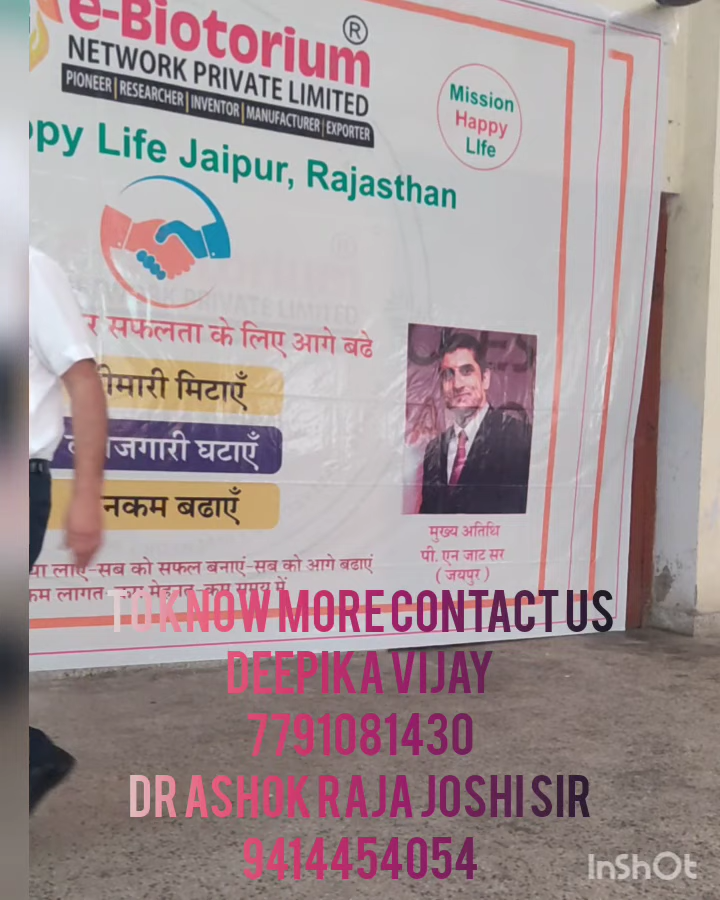 e-Biotorium®
NETWORK PRIVATE LIMITED
PIONEER | RESEARCHER | INVENTOR | MANUFACTURER | EXPORTER
Mission
Happy
LIfe
ppy Life Jaipur, Rajasthan
र सफलता के लिए आगे बढे
ीमारी मिटाएँ
जगारी घटाएँ
नकम बढाएँ
मुख्य अतिथि
पी. एन जाट सर
( जयपुर )
लाएं-सब को सफल बनाएं-सब को आगे बढाएं
लागत
समय में
TO KNOW MORE CONTACT US
DEEPIKA VIJAY
7791081430
DR ASHOK RAJA JOSHI SIR
9414454054
InShOt